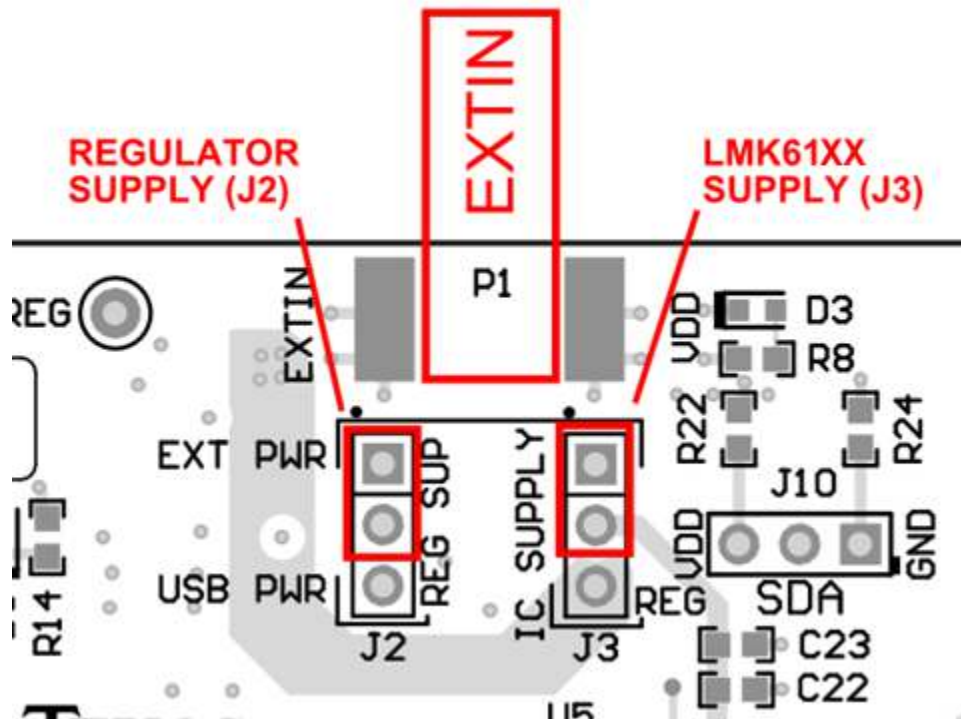 EXTIN
REGULATOR
SUPPLY (J2)
LMK61XX
SUPPLY (J3)
P1
EXTIN
REG
VDD
D3
R8
R22
R24
EXT PWR
REG SUP
IC SUPPLY
J10
VDD
GND
SDA
USB PWR
REG
R14
J2
J3
C23
C22
U5